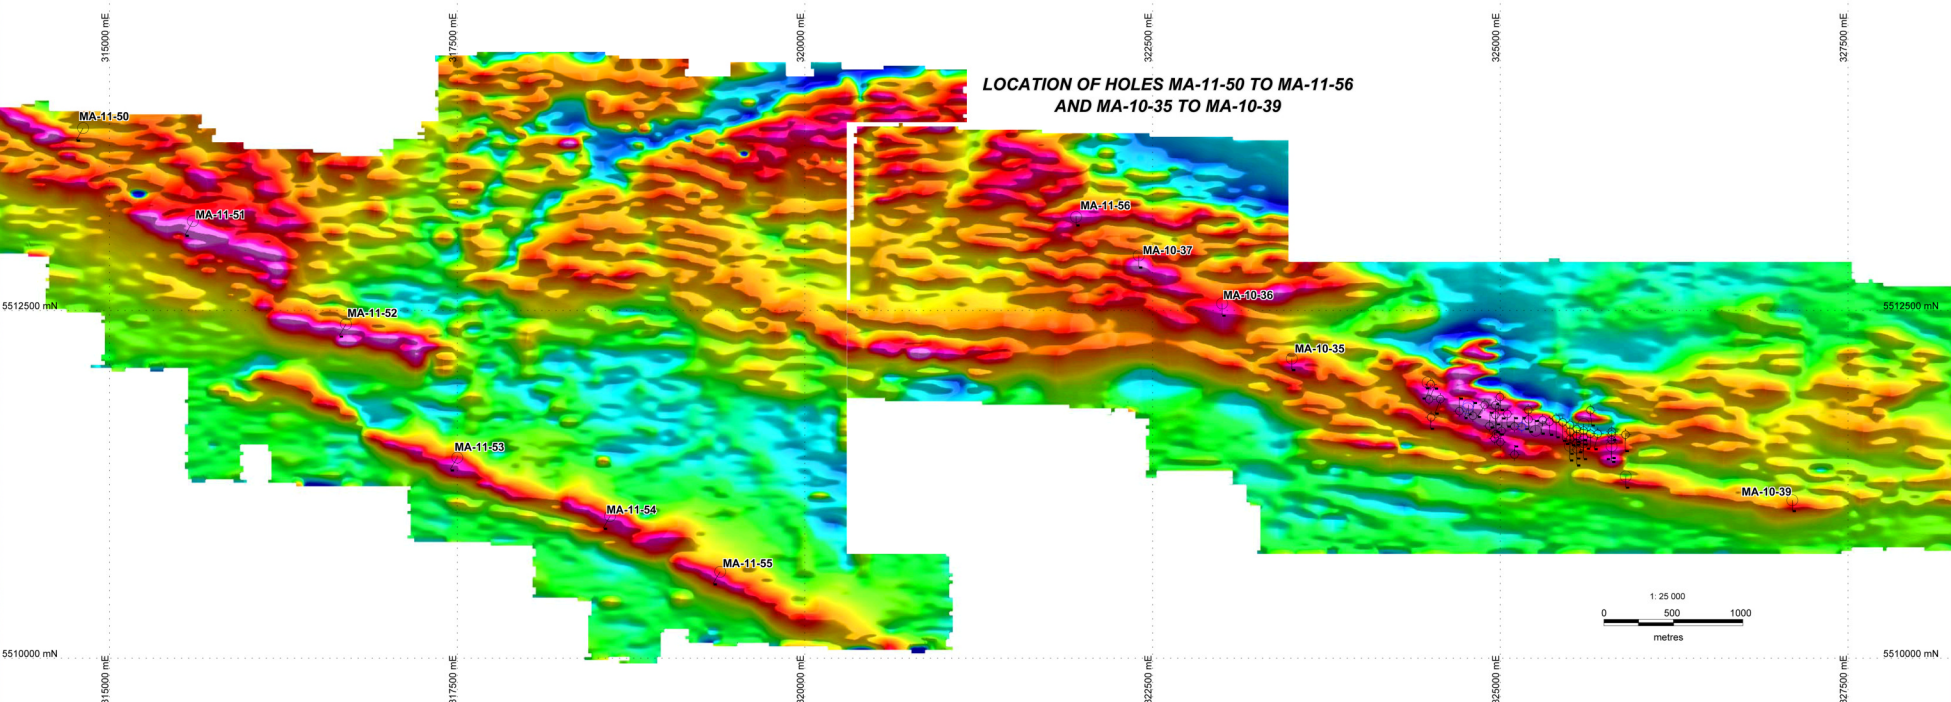 315000 mE
317500 mE
320000 mE
322500 mE
325000 mE
327500 mE
LOCATION OF HOLES MA-11-50 TO MA-11-56
AND MA-10-35 TO MA-10-39
MA-11-50
MA-11-51
MA-11-56
MA-10-37
MA-10-36
5512500 mN
5512500 mN
MA-11-52
MA-10-35
MA-11-53
MA-10-39
MA-11-54
MA-11-55
1: 25 000
0 500 1000
metres
5510000 mN
5510000 mN
315000 mE
317500 mE
320000 mE
322500 mE
325000 mE
327500 mE